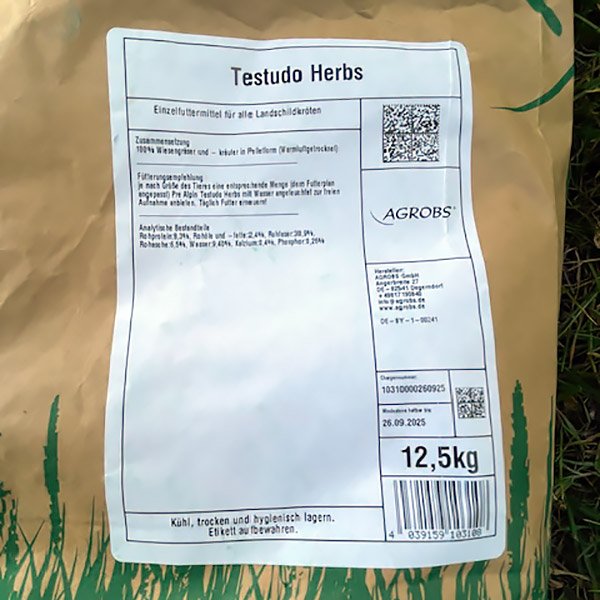 Testudo Herbs
Einzelfuttermittel für alle Landschildkröten
Zusammensetzung
100% Wiesengräser und - kräuter in Pelletform (Warmluftgetrocknet)
Fütterungsempfehlung
je nach Größe des Tieres eine entsprechende Menge (dem Futterplan
angepasst) Pre Alpin Testudo Herbs mit Wasser angeleuchtet zur freien
Aufnahme anbieten. Täglich Futter erneuern!
Analytische Bestandteile
Rohprotein:8,3%, Rohöle und -fette:2,4%, Rohfaser:
Rohasche:6,5%, Wasser:9,40%, Kalzium:0,4%, Phosphor:0,26%
AGROBS®
Hersteller:
AGROBS GmbH
Angerbreite 27
DE - 82541 Degerndorf
info@agrobs.de
www.agrobs.de
DE - BY - 1 - 00241
Chargennummer:
10310000260925
Mindestens haltbar bis:
26.09.2025
12,5kg
4 039159 103108
Kühl, trocken und hygienisch lagern.
Etikett aufbewahren.